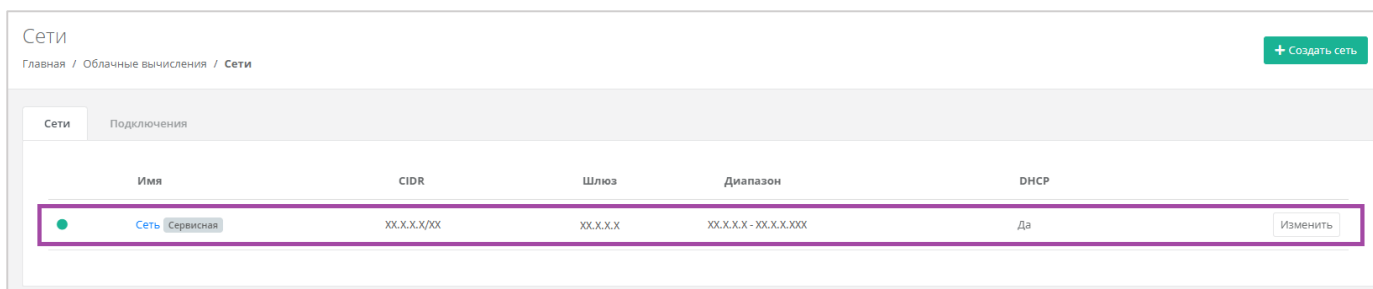 Сети
Главная / Облачные вычисления / Сети
+ Создать сеть
Сети Подключения
Имя CIDR Шлюз Диапазон DHCP
Сеть Сервисная XX.X.X.X/XX XX.X.X.X XX.X.X.X - XX.X.X.XXX Да Изменить